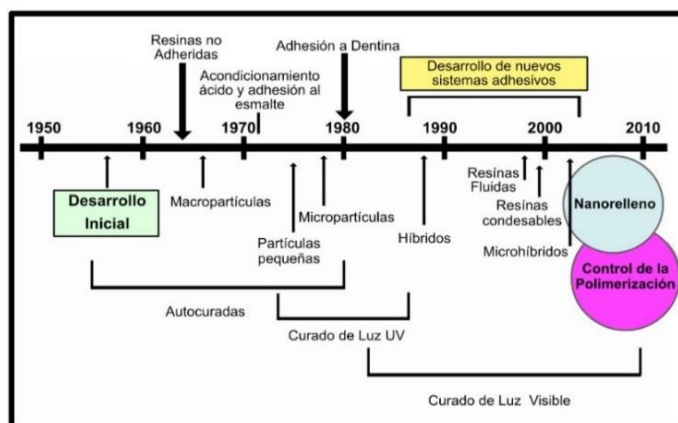 Resinas no
Adheridas
Adhesión a Dentina
Acondicionamiento
ácido y adhesión al
esmalte
Desarrollo de nuevos
sistemas adhesivos
1950 1960 1970 1980 1990 2000 2010
Desarrollo
Inicial
Macropartículas
Partículas
pequeñas
Micropartículas
Híbridos
Resínas
Fluidas
Resínas
condesables
Microhíbridos
Nanorelleno
Control de la
Polimerización
Autocuradas
Curado de Luz UV
Curado de Luz Visible